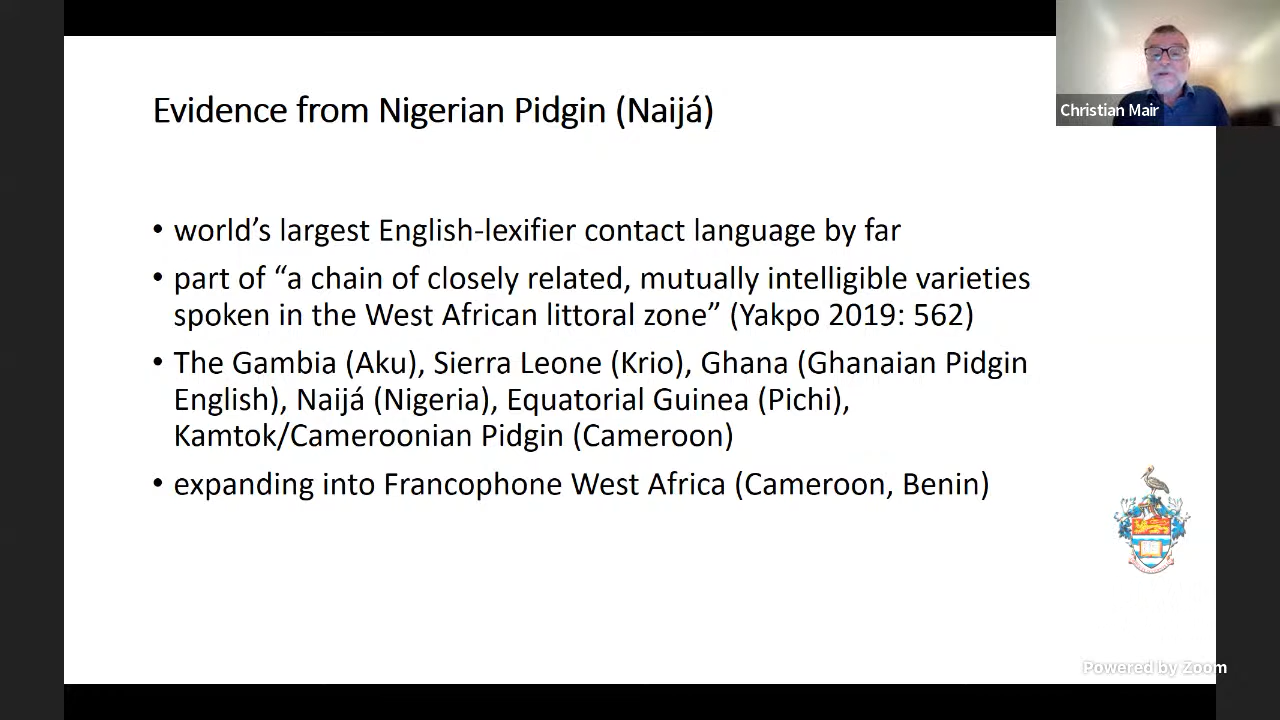 Evidence from Nigerian Pidgin (Naijá)
• world’s largest English-lexifier contact language by far
• part of “a chain of closely related, mutually intelligible varieties
spoken in the West African littoral zone” (Yakpo 2019: 562)
• The Gambia (Aku), Sierra Leone (Krio), Ghana (Ghanaian Pidgin
English), Naijá (Nigeria), Equatorial Guinea (Pichi),
Kamtok/Cameroonian Pidgin (Cameroon)
• expanding into Francophone West Africa (Cameroon, Benin)
Christian Mair
Powered by Zoom